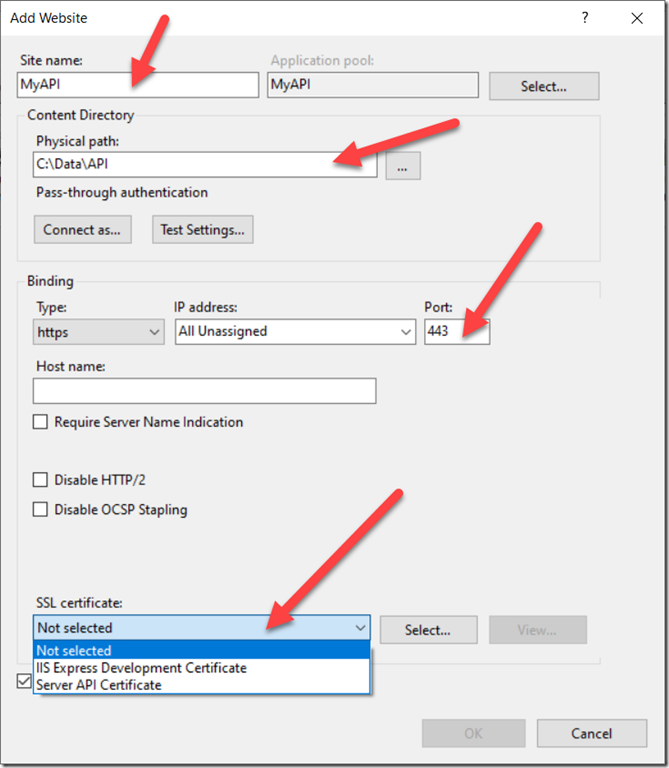 Add Website
?
Site name:
Application pool:
MyAPI
MyAPI
Select...
Content Directory
Physical path:
C:\Data\API
...
Pass-through authentication
Connect as...
Test Settings...
Binding
Type:
IP address:
Port:
https
All Unassigned
443
Host name:
Require Server Name Indication
Disable HTTP/2
Disable OCSP Stapling
SSL certificate:
Not selected
Select...
View...
Not selected
IIS Express Development Certificate
Server API Certificate
OK
Cancel